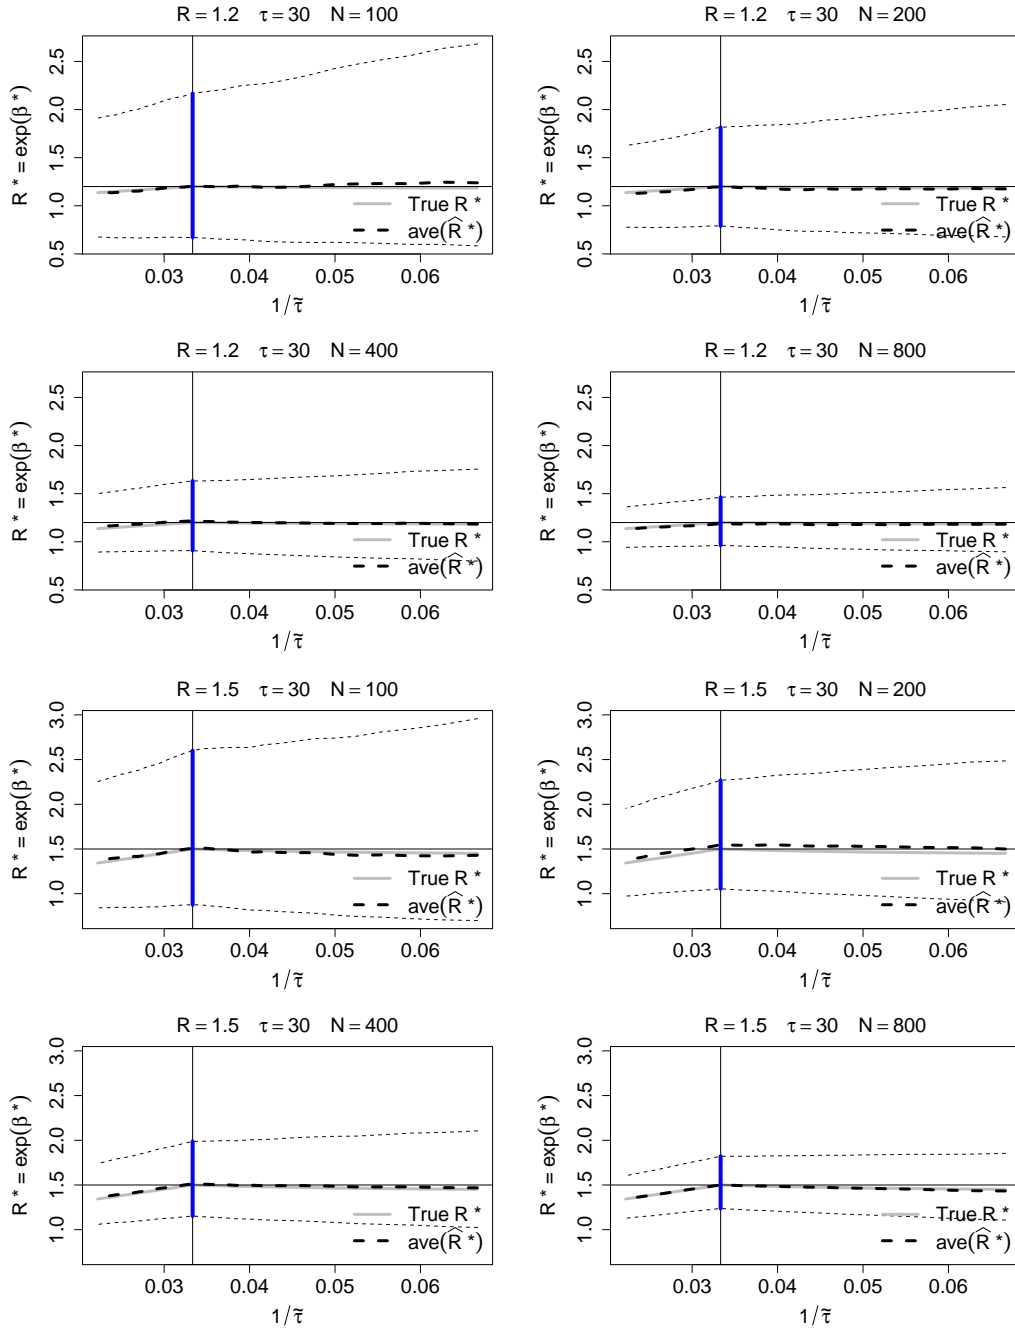 R = 1.2 τ = 30 N = 100
R * = exp(β *)
0.5 1.0 1.5 2.0 2.5
True R *
ave(R̂ *)
0.03 0.04 0.05 0.06
1/τ̃
R = 1.2 τ = 30 N = 200
R * = exp(β *)
0.5 1.0 1.5 2.0 2.5
True R *
ave(R̂ *)
0.03 0.04 0.05 0.06
1/τ̃
R = 1.2 τ = 30 N = 400
R * = exp(β *)
0.5 1.0 1.5 2.0 2.5
True R *
ave(R̂ *)
0.03 0.04 0.05 0.06
1/τ̃
R = 1.2 τ = 30 N = 800
R * = exp(β *)
0.5 1.0 1.5 2.0 2.5
True R *
ave(R̂ *)
0.03 0.04 0.05 0.06
1/τ̃
R = 1.5 τ = 30 N = 100
R * = exp(β *)
1.0 1.5 2.0 2.5 3.0
True R *
ave(R̂ *)
0.03 0.04 0.05 0.06
1/τ̃
R = 1.5 τ = 30 N = 200
R * = exp(β *)
1.0 1.5 2.0 2.5 3.0
True R *
ave(R̂ *)
0.03 0.04 0.05 0.06
1/τ̃
R = 1.5 τ = 30 N = 400
R * = exp(β *)
1.0 1.5 2.0 2.5 3.0
True R *
ave(R̂ *)
0.03 0.04 0.05 0.06
1/τ̃
R = 1.5 τ = 30 N = 800
R * = exp(β *)
1.0 1.5 2.0 2.5 3.0
True R *
ave(R̂ *)
0.03 0.04 0.05 0.06
1/τ̃